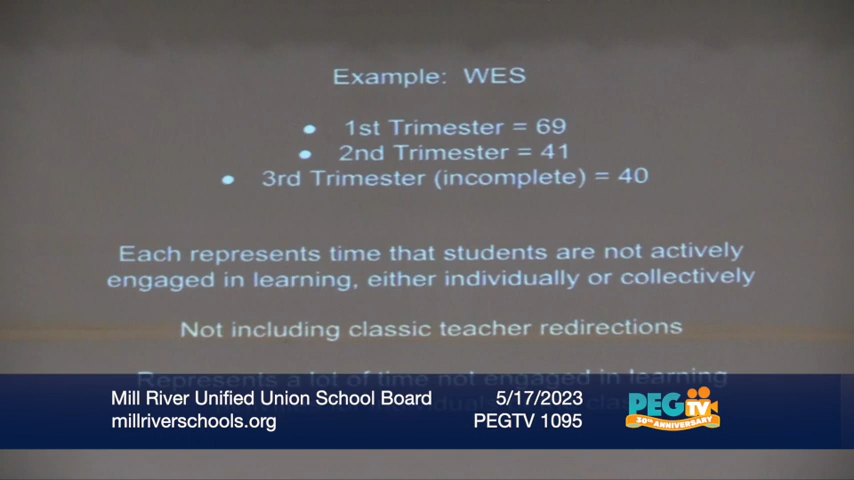 Example: WES
• 1st Trimester = 69
• 2nd Trimester = 41
• 3rd Trimester (incomplete) = 40
Each represents time that students are not actively
engaged in learning, either individually or collectively
Not including classic teacher redirections
Represents a lot of time not engaged in learning
Mill River Unified Union School Board
millriverschools.org
5/17/2023
PEGTV 1095
PEGTV
30TH ANNIVERSARY